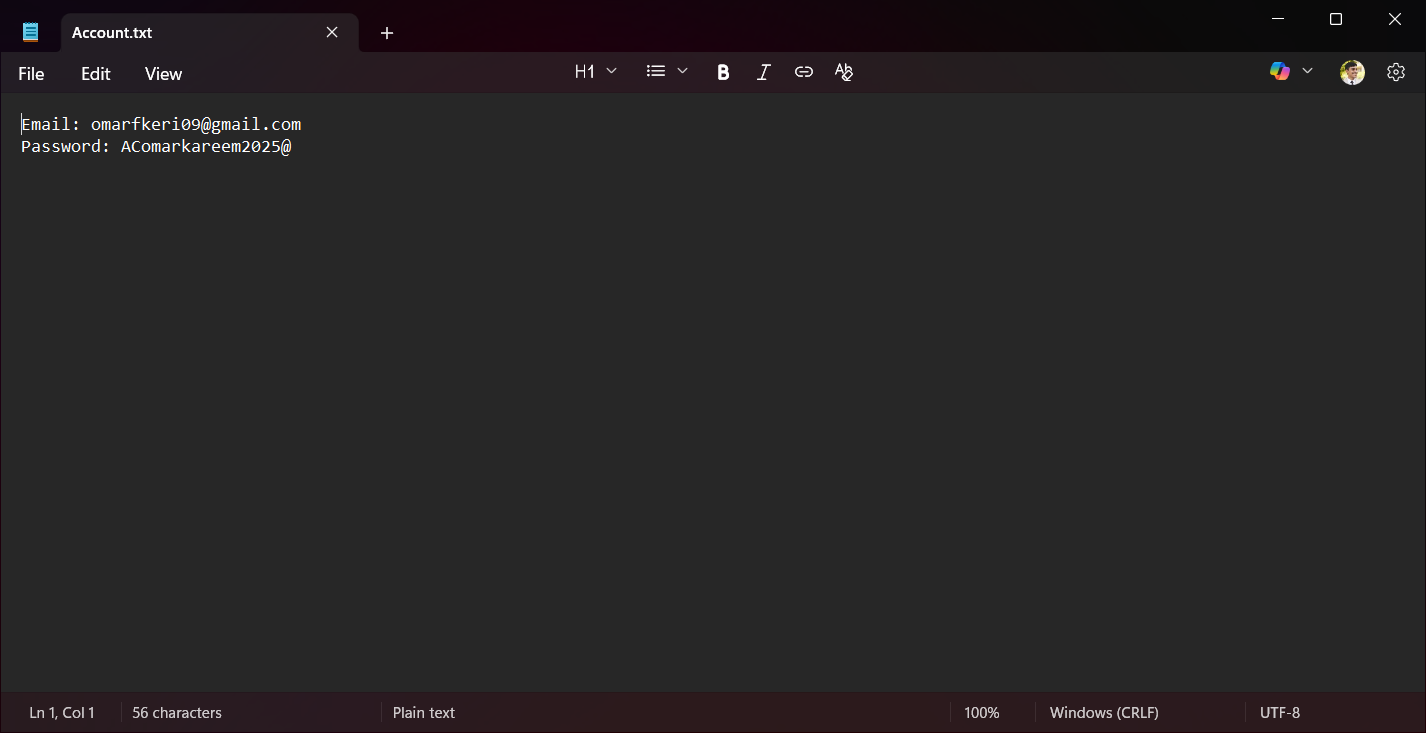 Account.txt
File Edit View H1
Email: omarfkeri09@gmail.com
Password: AComarkareem2025@
Ln 1, Col 1 56 characters Plain text 100% Windows (CRLF) UTF-8